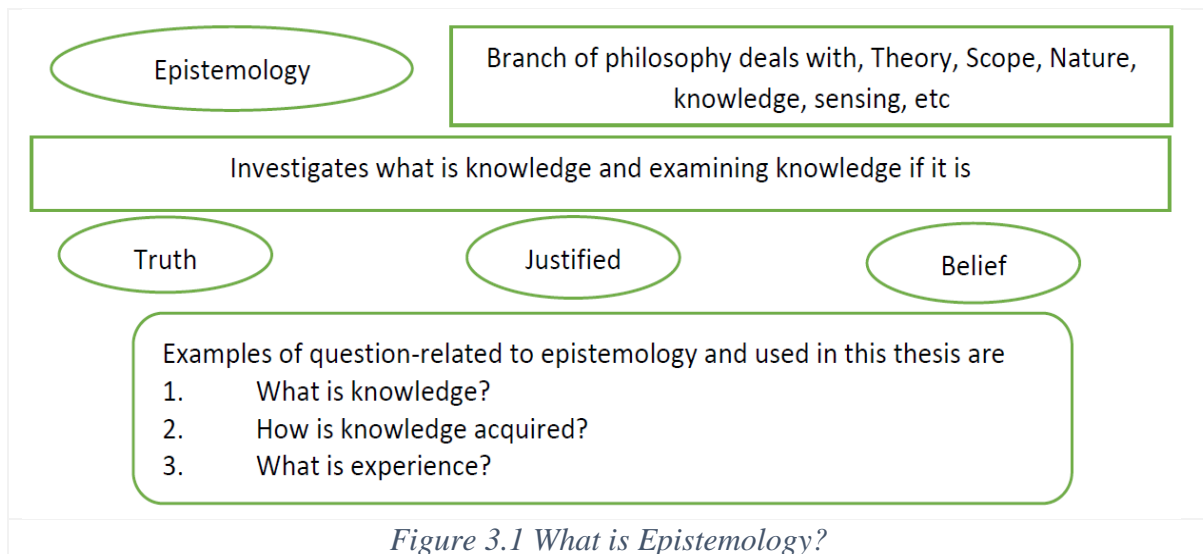 Epistemology
Branch of philosophy deals with, Theory, Scope, Nature,
knowledge, sensing, etc
Investigates what is knowledge and examining knowledge if it is
Truth
Justified
Belief
Examples of question-related to epistemology and used in this thesis are
1. What is knowledge?
2. How is knowledge acquired?
3. What is experience?
Figure 3.1 What is Epistemology?